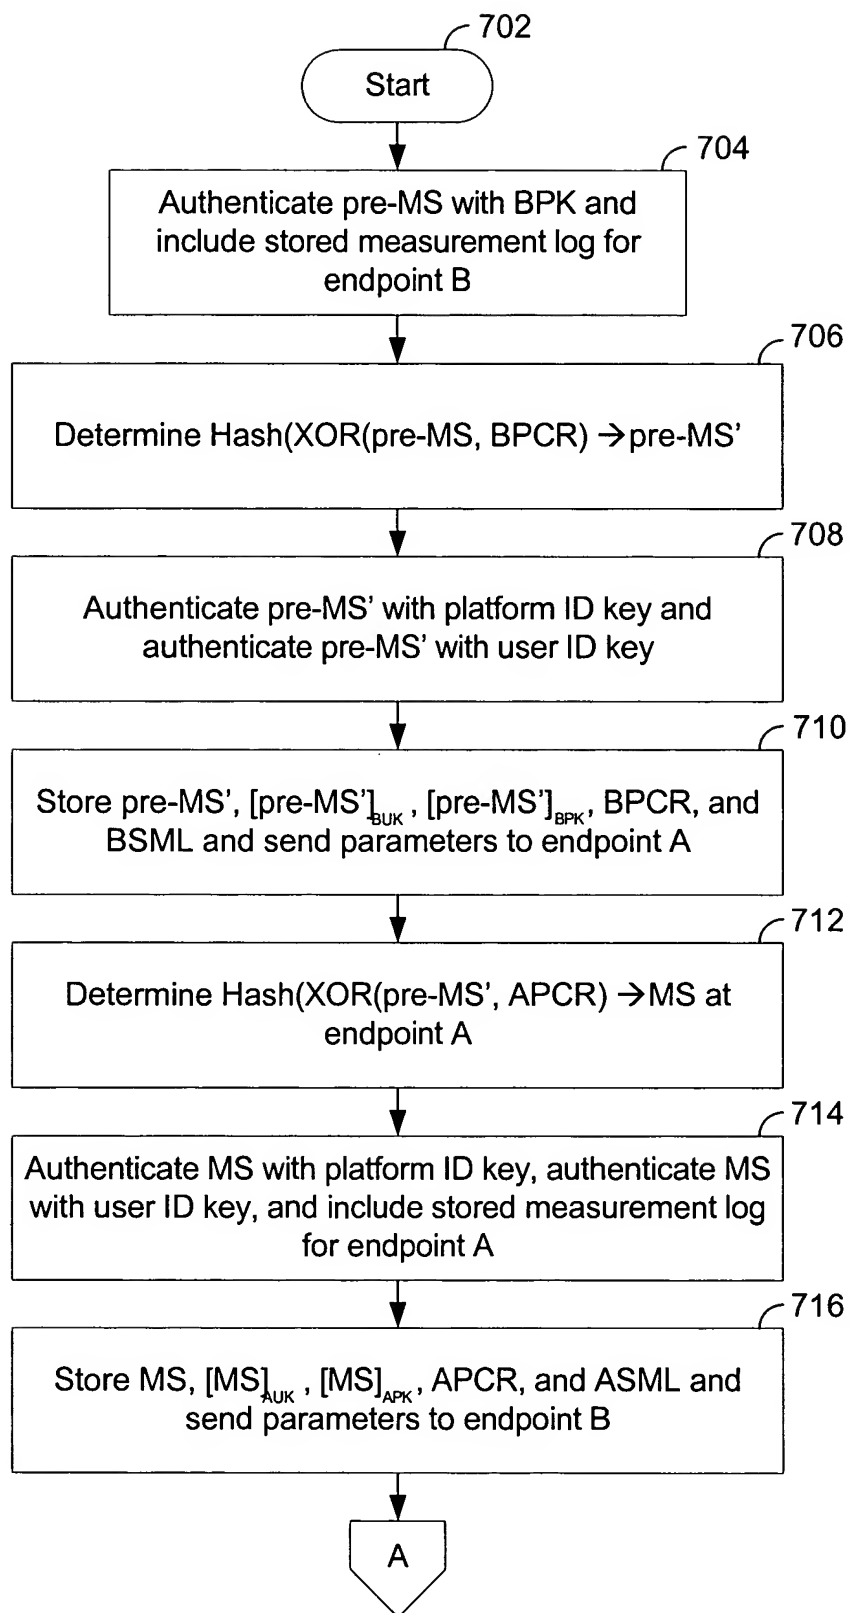 702
Start
704
Authenticate pre-MS with BPK and
include stored measurement log for
endpoint B
706
Determine Hash(XOR(pre-MS, BPCR) →pre-MS’
708
Authenticate pre-MS’ with platform ID key and
authenticate pre-MS’ with user ID key
710
Store pre-MS’, [pre-MS’]BUK , [pre-MS’]BPK, BPCR, and
BSML and send parameters to endpoint A
712
Determine Hash(XOR(pre-MS’, APCR) →MS at
endpoint A
714
Authenticate MS with platform ID key, authenticate MS
with user ID key, and include stored measurement log
for endpoint A
716
Store MS, [MS]AUK , [MS]APK, APCR, and ASML and
send parameters to endpoint B
A